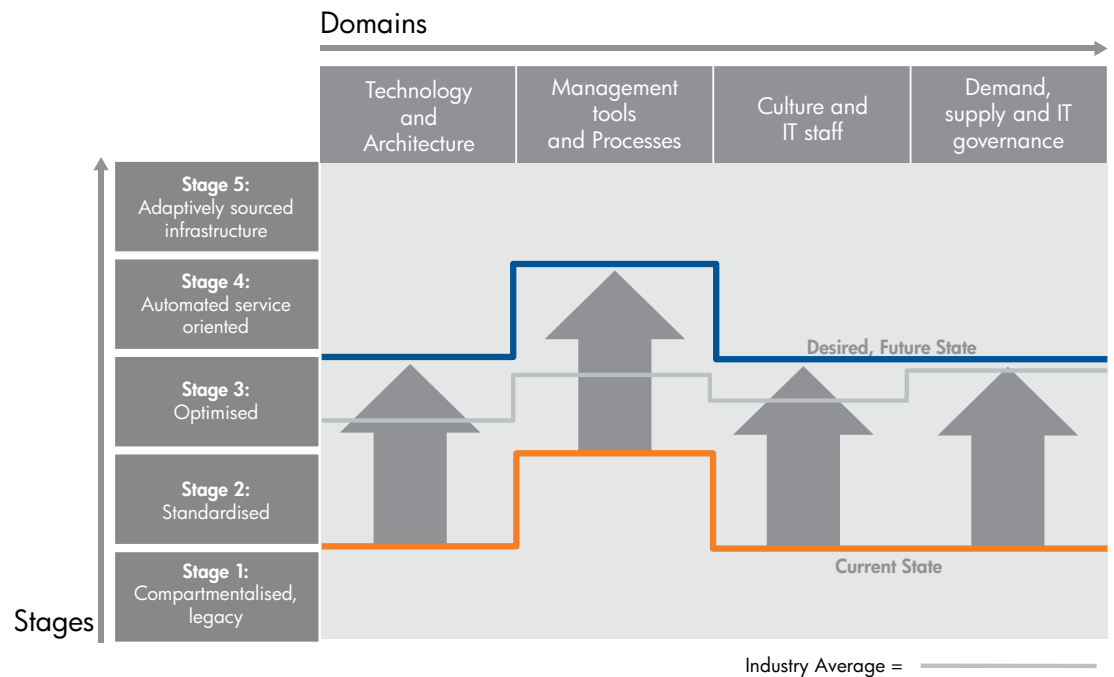 Domains
Technology
and
Architecture
Management
tools
and Processes
Culture and
IT staff
Demand,
supply and IT
governance
Stage 5:
Adaptively sourced
infrastructure
Stage 4:
Automated service
oriented
Desired, Future State
Stage 3:
Optimised
Stage 2:
Standardised
Current State
Stage 1:
Compartmentalised,
legacy
Stages
Industry Average =